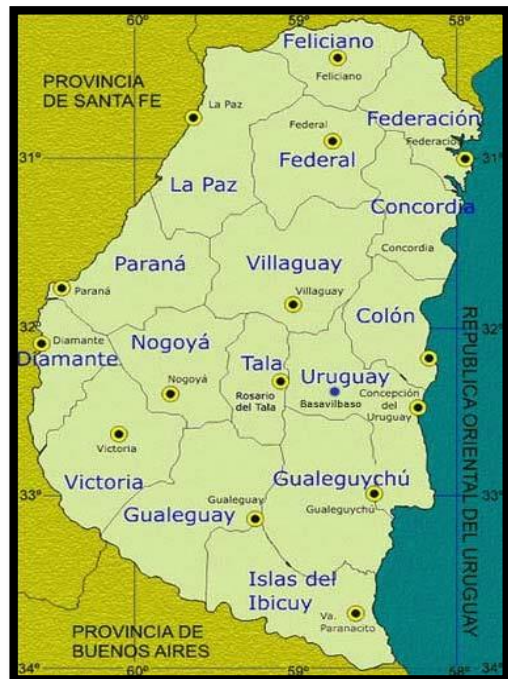 60°
59°
58°
Feliciano
Feliciano
PROVINCIA
DE SANTA FE
La Paz
Federal
Federación
Federación
31°
31°
Federal
La Paz
Concordia
Concordia
Paraná
Villaguay
Paraná
Villaguay
Colón
32°
32°
Diamante
Diamante
Nogoyá
Tala
Uruguay
Nogoyá
Rosario
del Tala
Basavilbaso
Concepción
del
Uruguay
REPUBLICA ORIENTAL DEL URUGUAY
Victoria
Victoria
Gualeguaychú
Gualeguay
Gualeguay
Gualeguychú
33°
33°
Islas del
Ibicuy
Va.
Paranacito
PROVINCIA DE
BUENOS AIRES
34°
34°
60°
59°
58°